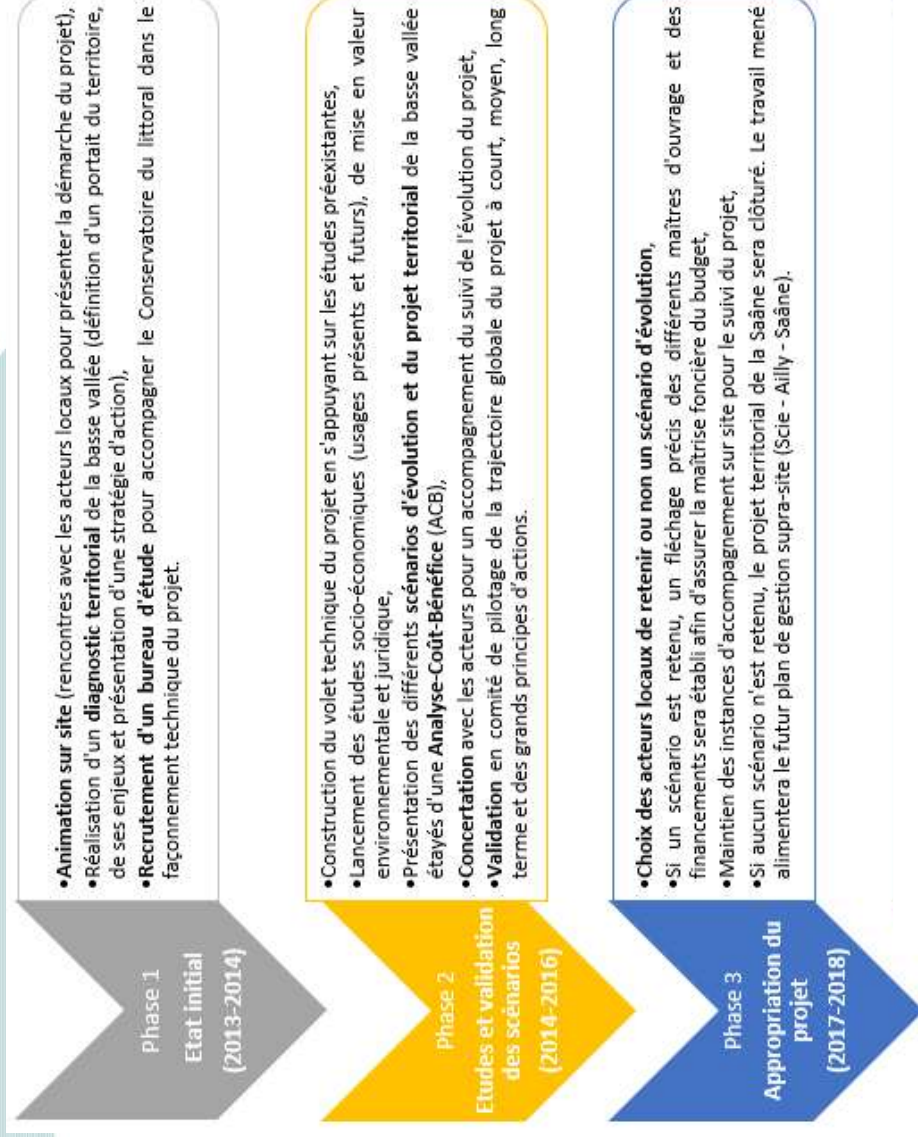 Phase 1
Etat initial
(2013-2014)
•Animation sur site (rencontres avec les acteurs locaux pour présenter la démarche du projet),
•Réalisation d'un diagnostic territorial de la basse vallée (définition d'un portait du territoire,
de ses enjeux et présentation d'une stratégie d'action),
•Recrutement d'un bureau d'étude pour accompagner le Conservatoire du littoral dans le
façonnement technique du projet.
Phase 2
Etudes et validation
des scénarios
(2014-2016)
•Construction du volet technique du projet en s'appuyant sur les études préexistantes,
•Lancement des études socio-économiques (usages présents et futurs), de mise en valeur
environnementale et juridique,
•Présentation des différents scénarios d'évolution et du projet territorial de la basse vallée
étayés d'une Analyse-Coût-Bénéfice (ACB),
•Concertation avec les acteurs pour un accompagnement du suivi de l'évolution du projet,
•Validation en comité de pilotage de la trajectoire globale du projet à court, moyen, long
terme et des grands principes d'actions.
Phase 3
Appropriation du
projet
(2017-2018)
•Choix des acteurs locaux de retenir ou non un scénario d'évolution,
•Si un scénario est retenu, un fléchage précis des différents maîtres d'ouvrage et des
financements sera établi afin d'assurer la maîtrise foncière du budget,
•Maintien des instances d'accompagnement sur site pour le suivi du projet,
•Si aucun scénario n'est retenu, le projet territorial de la Saâne sera clôturé. Le travail mené
alimentera le futur plan de gestion supra-site (Scie - Ailly - Saâne).